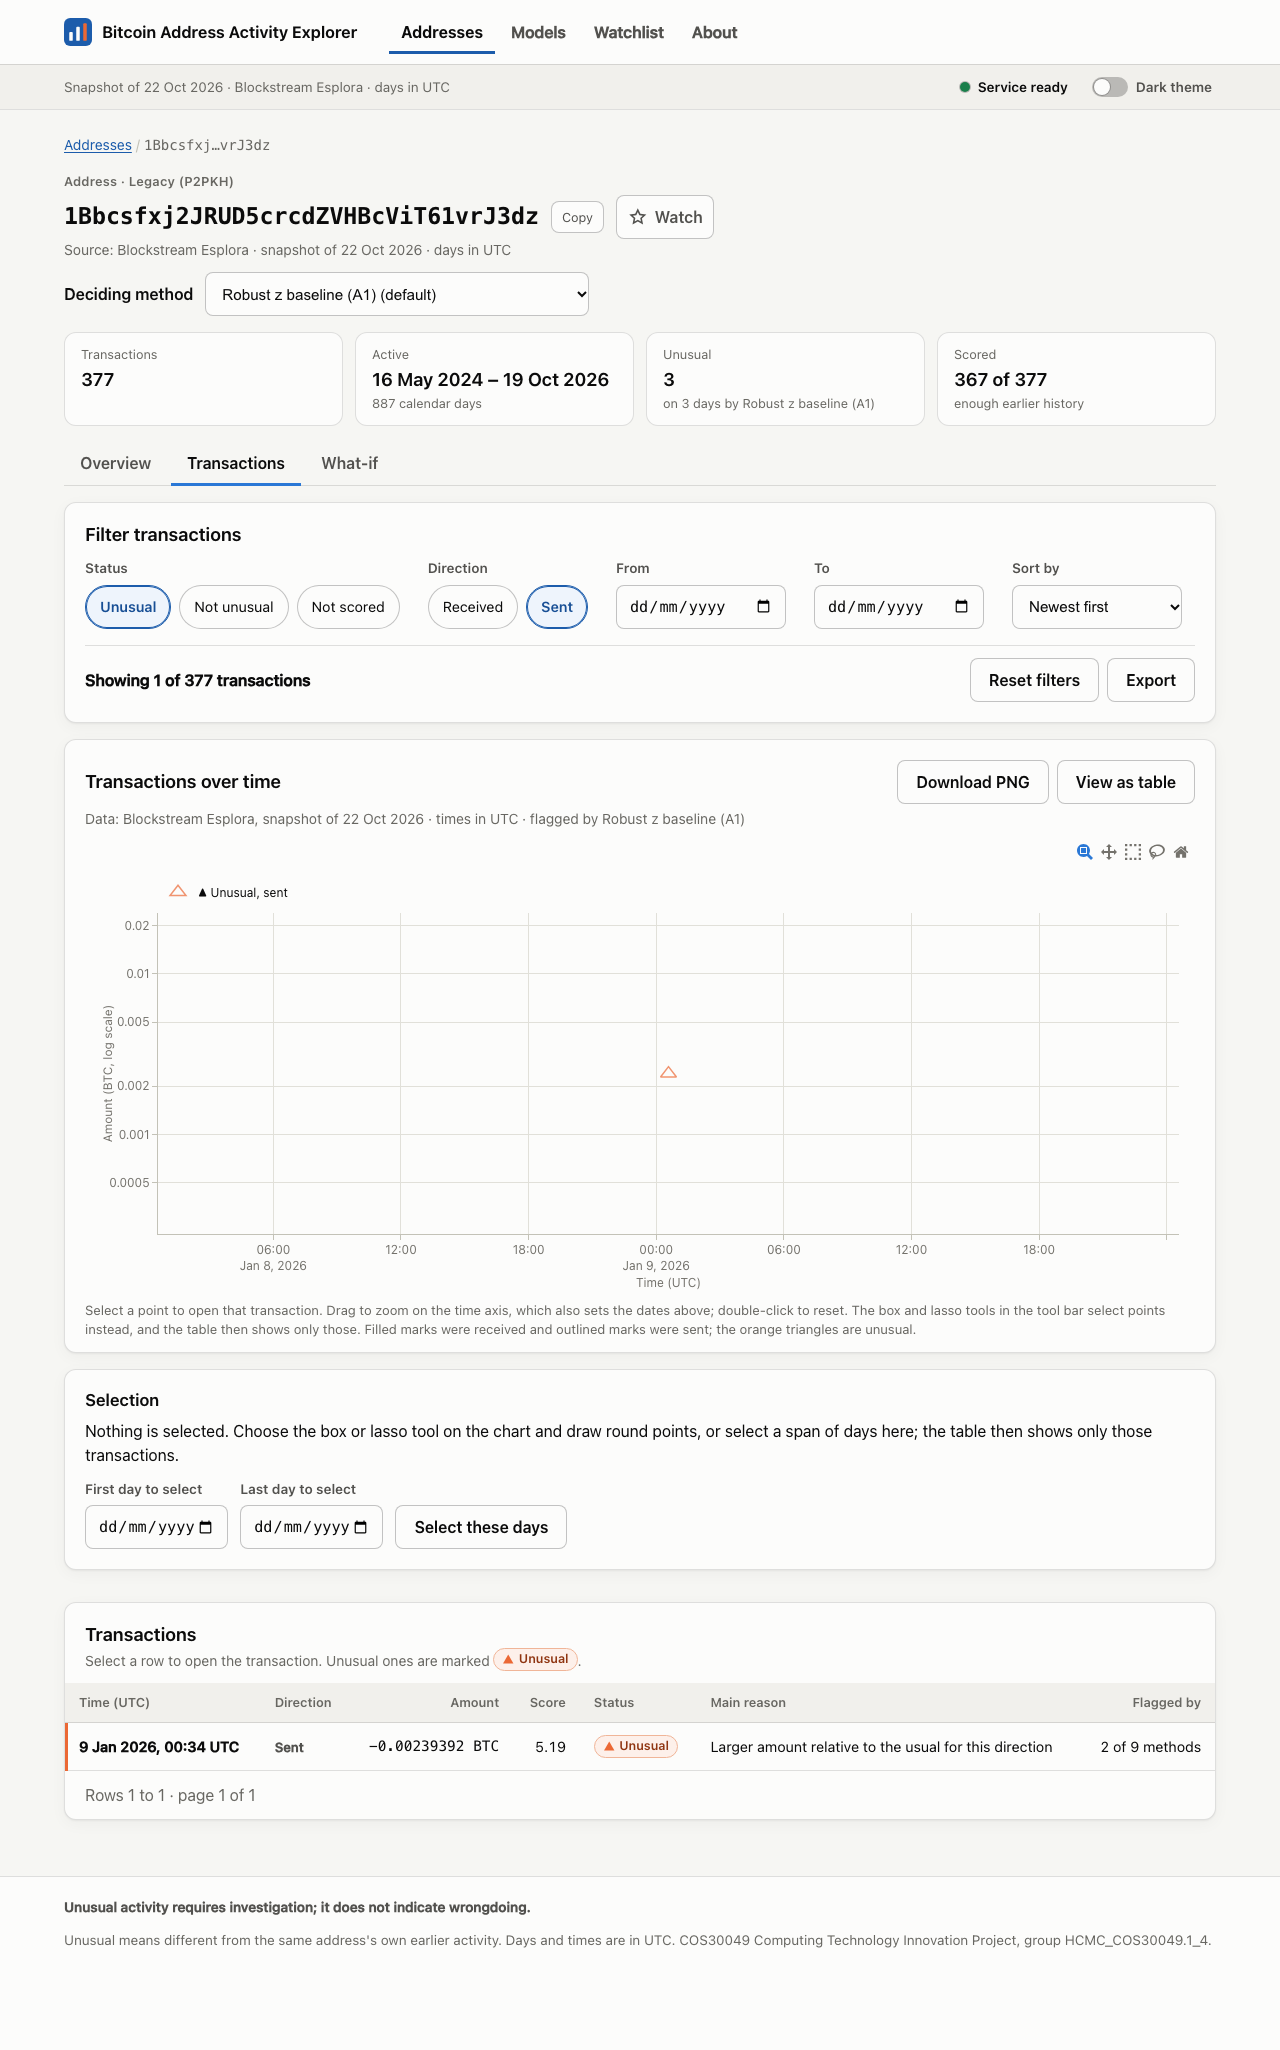 Bitcoin Address Activity Explorer
Addresses
Models
Watchlist
About
Snapshot of 22 Oct 2026 · Blockstream Esplora · days in UTC
Service ready
Dark theme
Addresses / 1Bbcsfxj…vrJ3dz
Address · Legacy (P2PKH)
1Bbcsfxj2JRUD5crcdZVHBcViT61vrJ3dz
Copy
Watch
Source: Blockstream Esplora · snapshot of 22 Oct 2026 · days in UTC
Deciding method
Robust z baseline (A1) (default)
Transactions
377
Active
16 May 2024 – 19 Oct 2026
887 calendar days
Unusual
3
on 3 days by Robust z baseline (A1)
Scored
367 of 377
enough earlier history
Overview
Transactions
What-if
Filter transactions
Status
Unusual
Not unusual
Not scored
Direction
Received
Sent
From
dd/mm/yyyy
To
dd/mm/yyyy
Sort by
Newest first
Showing 1 of 377 transactions
Reset filters
Export
Transactions over time
Download PNG
View as table
Data: Blockstream Esplora, snapshot of 22 Oct 2026 · times in UTC · flagged by Robust z baseline (A1)
▲ Unusual, sent
Amount (BTC, log scale)
0.02
0.01
0.005
0.002
0.001
0.0005
06:00
Jan 8, 2026
12:00
18:00
00:00
Jan 9, 2026
06:00
12:00
18:00
Time (UTC)
Select a point to open that transaction. Drag to zoom on the time axis, which also sets the dates above; double-click to reset. The box and lasso tools in the tool bar select points
instead, and the table then shows only those. Filled marks were received and outlined marks were sent; the orange triangles are unusual.
Selection
Nothing is selected. Choose the box or lasso tool on the chart and draw round points, or select a span of days here; the table then shows only those
transactions.
First day to select
dd/mm/yyyy
Last day to select
dd/mm/yyyy
Select these days
Transactions
Select a row to open the transaction. Unusual ones are marked ▲ Unusual.
Time (UTC)
Direction
Amount
Score
Status
Main reason
Flagged by
9 Jan 2026, 00:34 UTC
Sent
−0.00239392 BTC
5.19
▲ Unusual
Larger amount relative to the usual for this direction
2 of 9 methods
Rows 1 to 1 · page 1 of 1
Unusual activity requires investigation; it does not indicate wrongdoing.
Unusual means different from the same address's own earlier activity. Days and times are in UTC. COS30049 Computing Technology Innovation Project, group HCMC_COS30049.1_4.